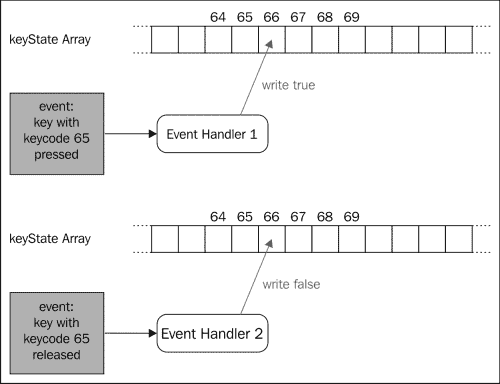 64 65 66 67 68 69
keyState Array
write true
event:
key with
keycode 65
pressed
Event Handler 1
64 65 66 67 68 69
keyState Array
write false
event:
key with
keycode 65
released
Event Handler 2